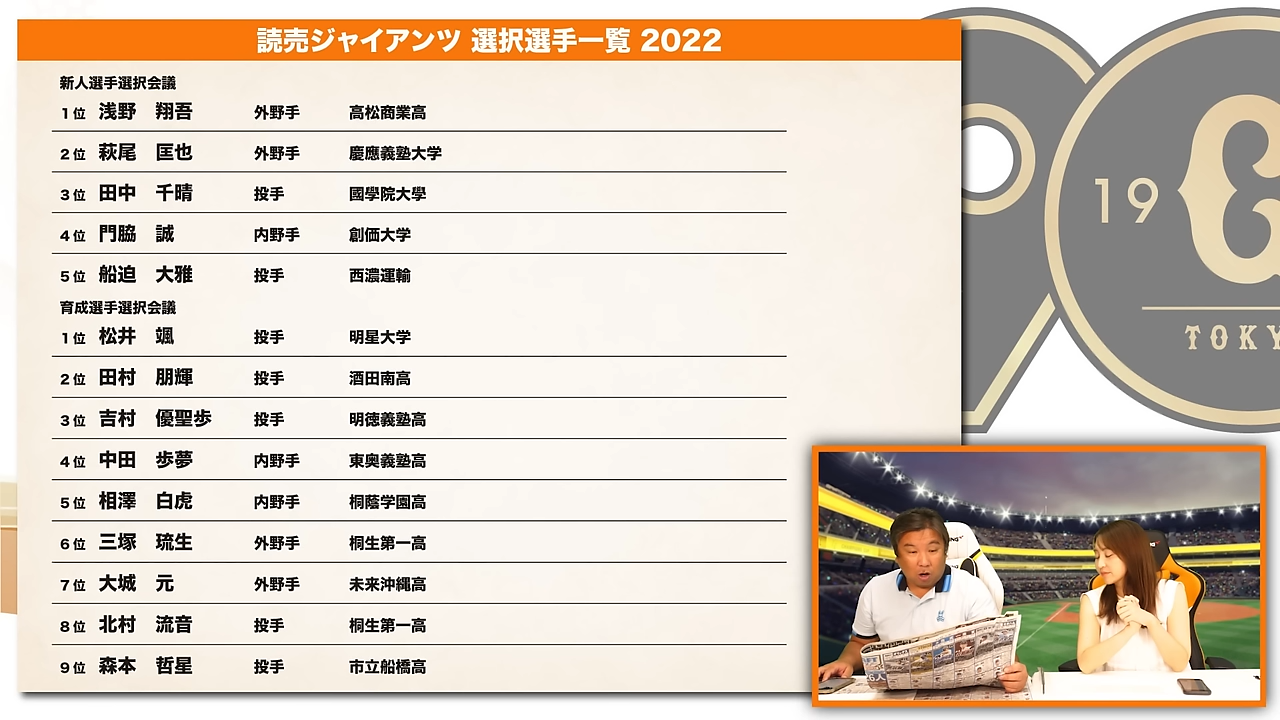 読売ジャイアンツ 選択選手一覧 2022
新人選手選択会議
1位 浅野 翔吾 外野手 高松商業高
2位 萩尾 匡也 外野手 慶應義塾大学
3位 田中 千晴 投手 國學院大學
4位 門脇 誠 内野手 創価大学
5位 船迫 大雅 投手 西濃運輸
育成選手選択会議
1位 松井 颯 投手 明星大学
2位 田村 朋輝 投手 酒田南高
3位 吉村 優聖歩 投手 明徳義塾高
4位 中田 歩夢 内野手 東奥義塾高
5位 相澤 白虎 内野手 桐蔭学園高
6位 三塚 琉生 外野手 桐生第一高
7位 大城 元 外野手 未来沖縄高
8位 北村 流音 投手 桐生第一高
9位 森本 哲星 投手 市立船橋高
19 G
TOKY